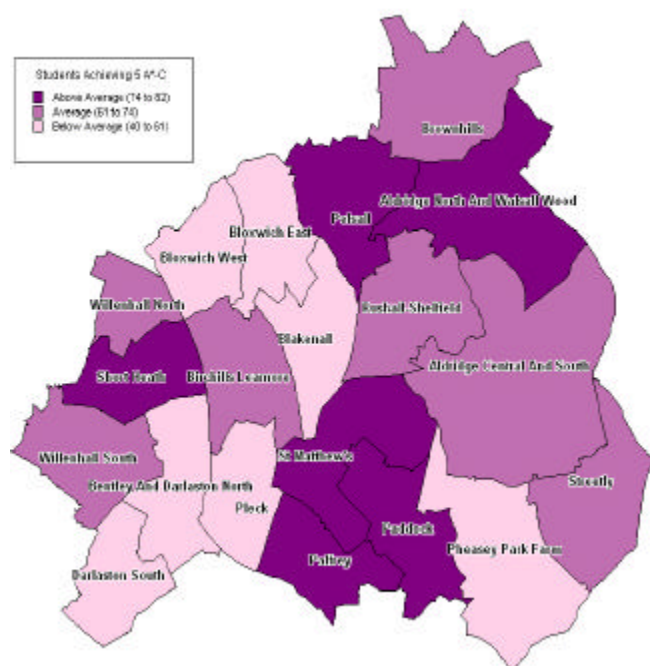 Students Achieving 5 A*-C
Above Average (74 to 82)
Average (61 to 74)
Below Average (40 to 61)
Brownhills
Aldridge North And Walsall Wood
Pelsall
Bloxwich East
Bloxwich West
Willenhall North
Rushall-Shelfield
Blakenall
Short Heath
Birchills Leamore
Aldridge Central And South
Willenhall South
St Matthew's
Bentley And Darlaston North
Streetly
Pleck
Paddock
Pheasey Park Farm
Palfrey
Darlaston South